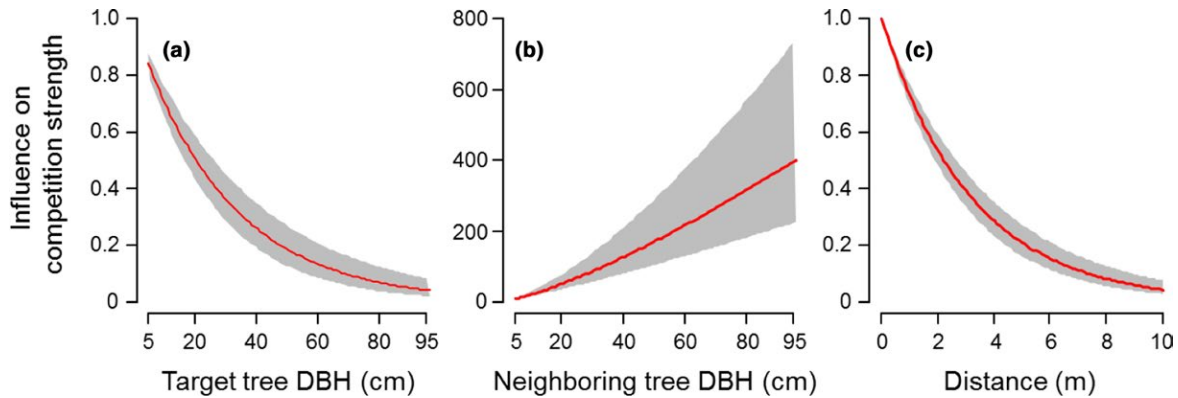 Influence on
competition strength
(a)
1.0
0.8
0.6
0.4
0.2
0
5 20 40 60 80 95
Target tree DBH (cm)
(b)
800
600
400
200
0
5 20 40 60 80 95
Neighboring tree DBH (cm)
(c)
1.0
0.8
0.6
0.4
0.2
0
0 2 4 6 8 10
Distance (m)